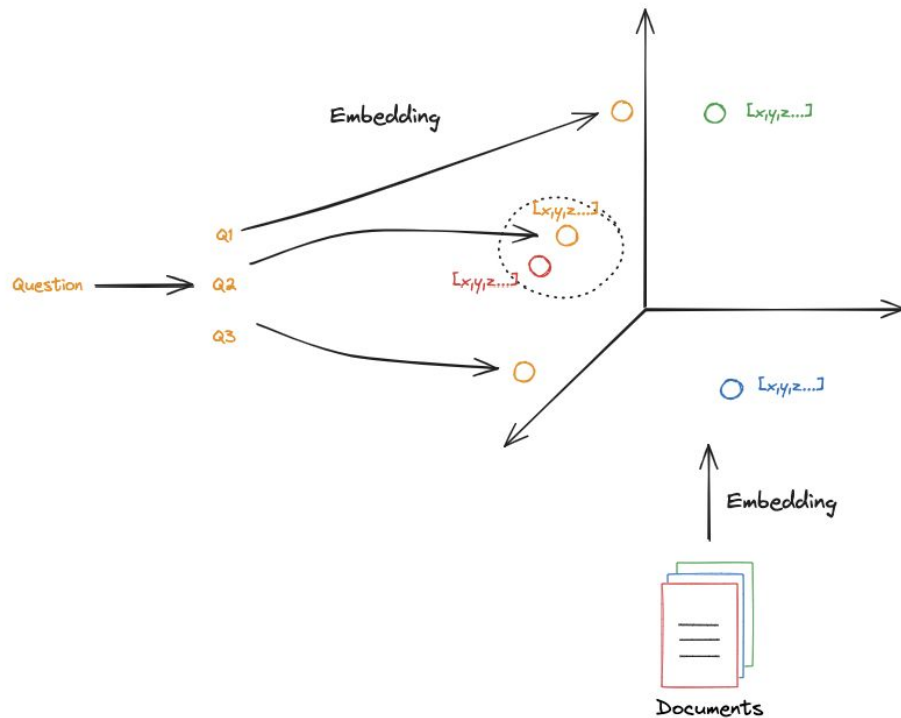 Embedding
[x,y,z...]
[x,y,z...]
Q1
[x,y,z...]
Question
Q2
Q3
[x,y,z...]
Embedding
Documents